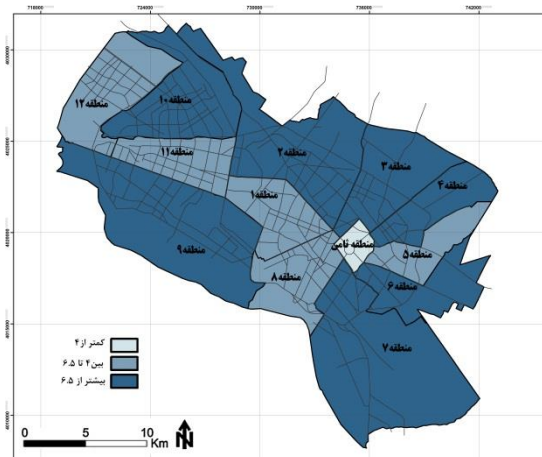 718000 724000 730000 736000 742000
منطقه ۱۲
منطقه ۱۰
منطقه ۱۱
منطقه ۲
منطقه ۳
منطقه ۴
منطقه ۱
منطقه ثامن
منطقه ۵
منطقه ۹
منطقه ۸
منطقه ۶
منطقه ۷
کمتر از ۴
بین ۴ تا ۶.۵
بیشتر از ۶.۵
0 5 10
Km
N